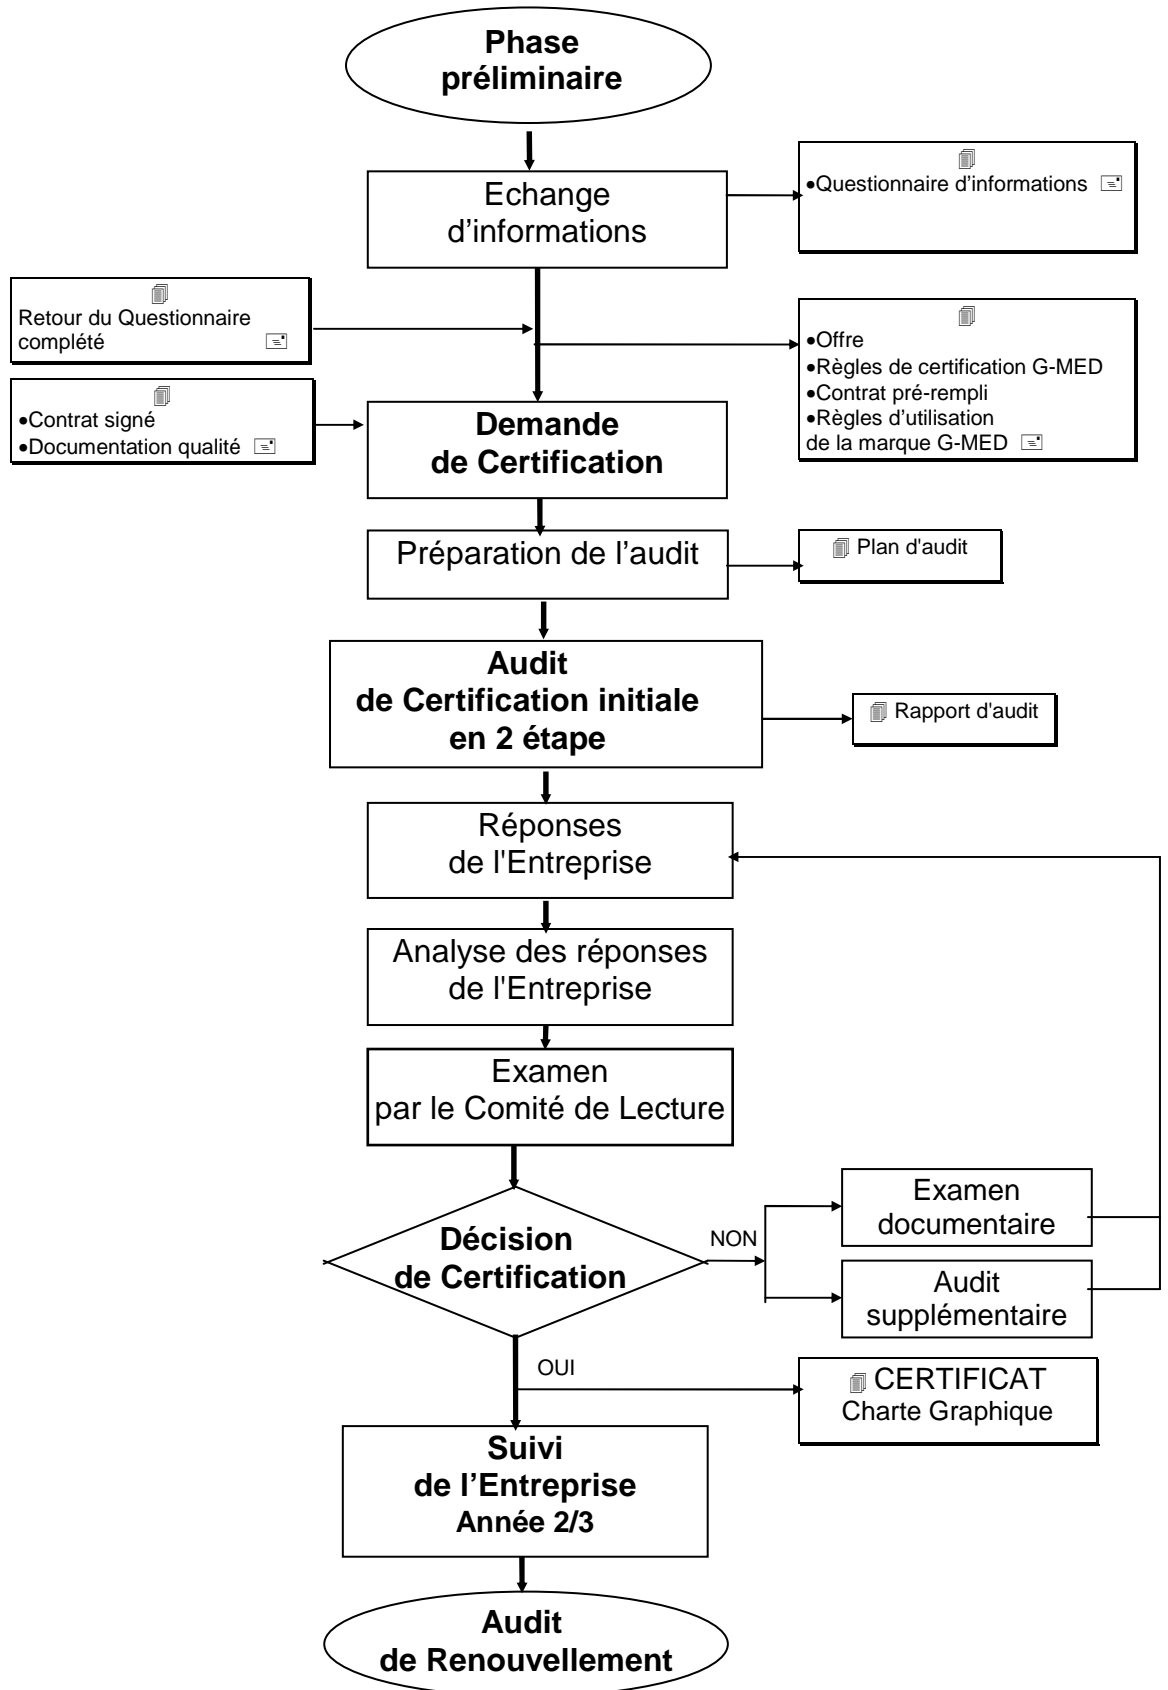 Phase
préliminaire
Echange
d’informations
•Questionnaire d’informations
Retour du Questionnaire
complété
•Offre
•Règles de certification G-MED
•Contrat pré-rempli
•Règles d’utilisation
de la marque G-MED
•Contrat signé
•Documentation qualité
Demande
de Certification
Préparation de l’audit
Plan d'audit
Audit
de Certification initiale
en 2 étape
Rapport d'audit
Réponses
de l'Entreprise
Analyse des réponses
de l'Entreprise
Examen
par le Comité de Lecture
Décision
de Certification
NON
Examen
documentaire
Audit
supplémentaire
OUI
CERTIFICAT
Charte Graphique
Suivi
de l’Entreprise
Année 2/3
Audit
de Renouvellement